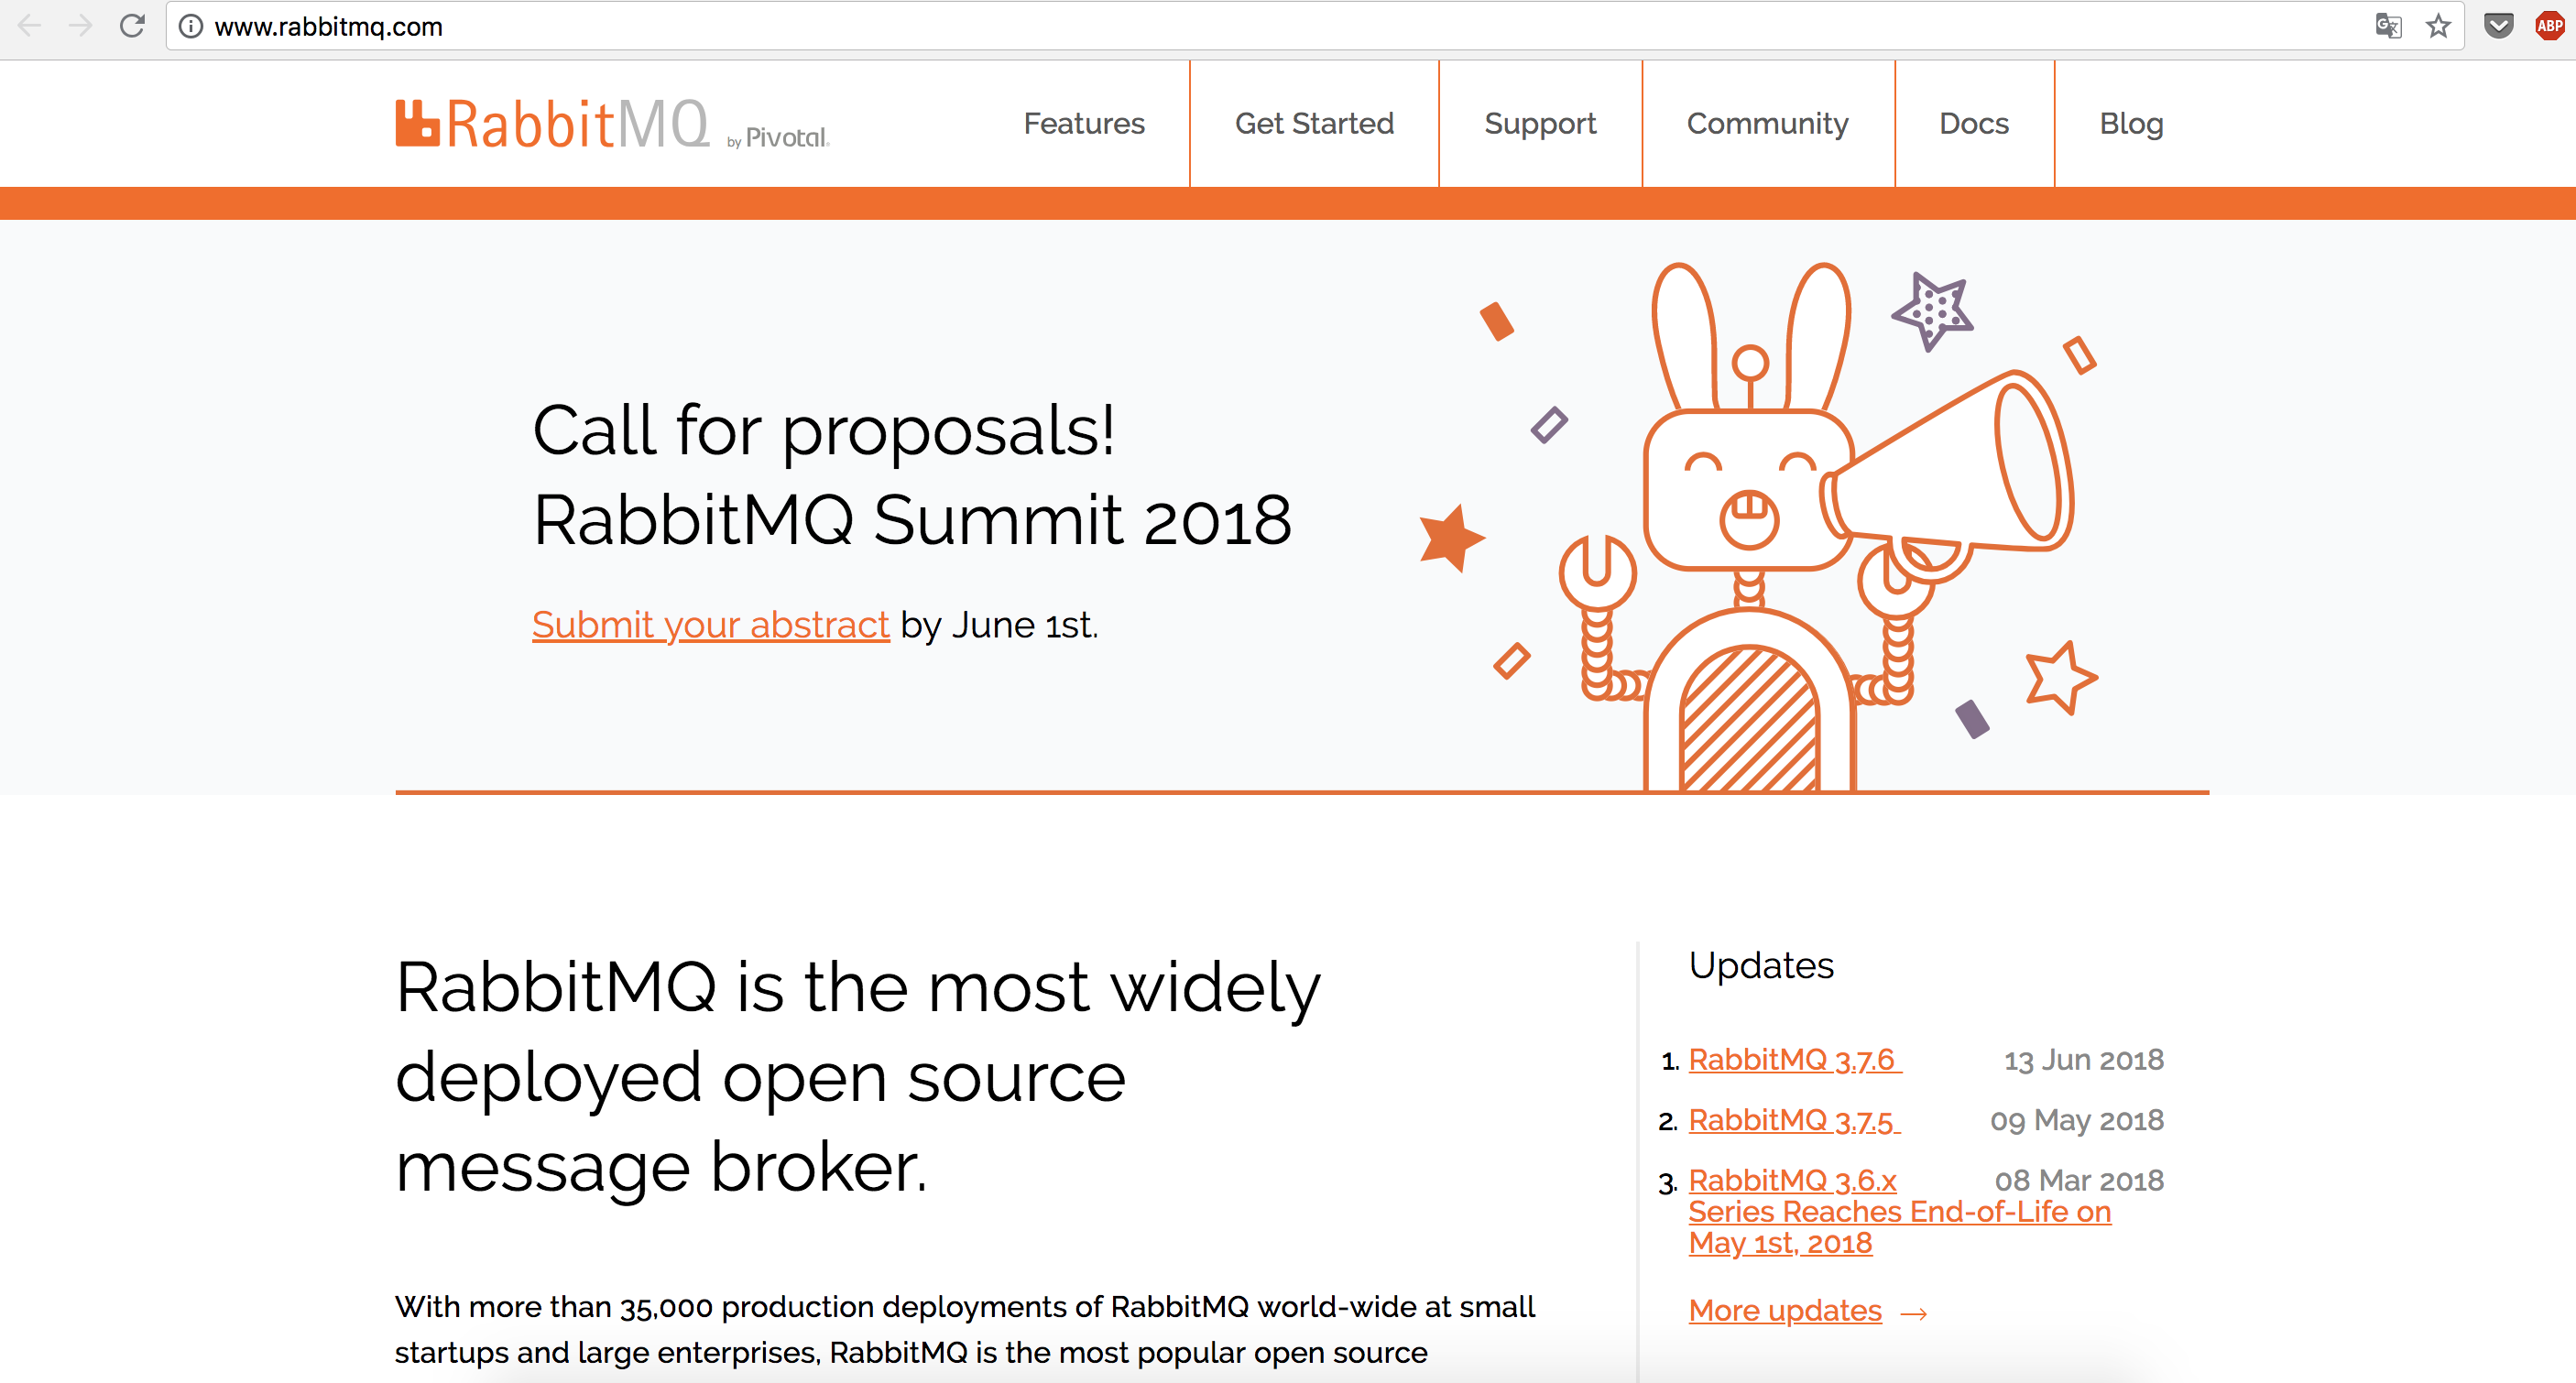 www.rabbitmq.com
ABP
RabbitMQ by Pivotal
Features
Get Started
Support
Community
Docs
Blog
Call for proposals!
RabbitMQ Summit 2018
Submit your abstract by June 1st.
RabbitMQ is the most widely
deployed open source
message broker.
With more than 35,000 production deployments of RabbitMQ world-wide at small
startups and large enterprises, RabbitMQ is the most popular open source
Updates
1. RabbitMQ 3.7.6 13 Jun 2018
2. RabbitMQ 3.7.5 09 May 2018
3. RabbitMQ 3.6.x 08 Mar 2018
Series Reaches End-of-Life on
May 1st, 2018
More updates →